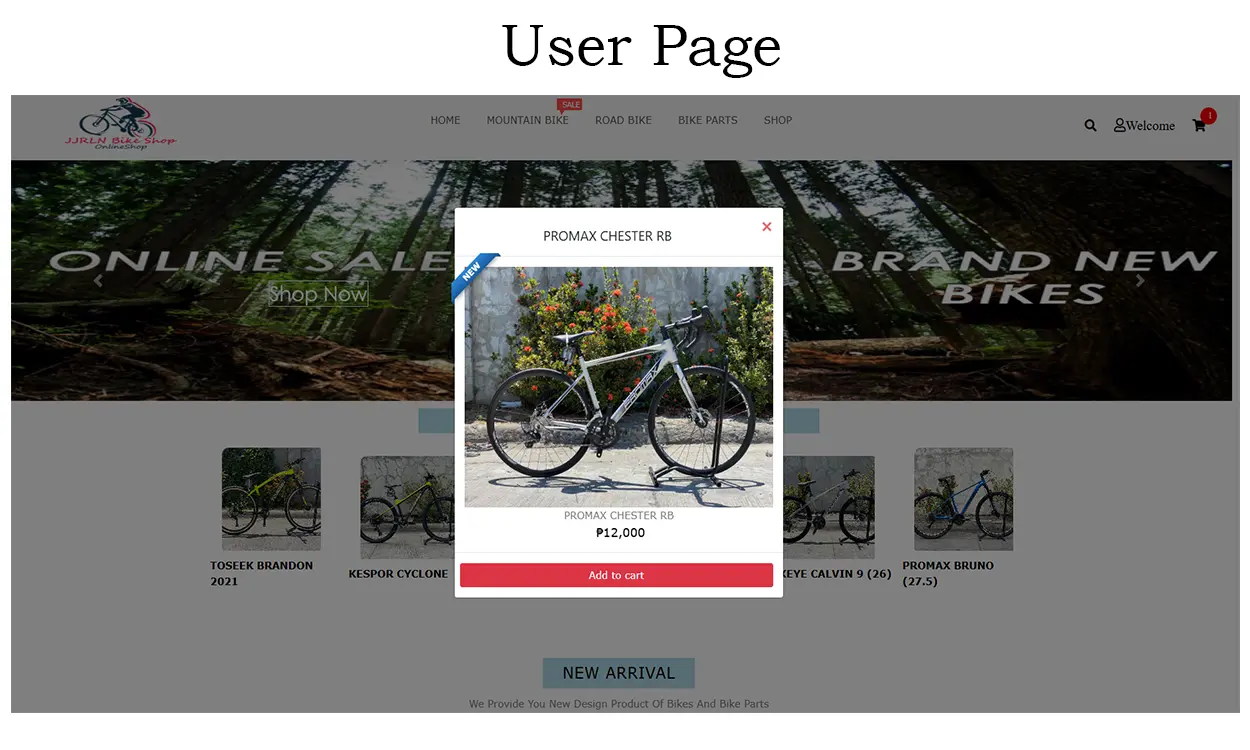 User Page
JJRLN Bike Shop
OnlineShop
HOME
MOUNTAIN BIKE
SALE
ROAD BIKE
BIKE PARTS
SHOP
Welcome
1
ONLINE SALE
Shop Now
BRAND NEW
BIKES
PROMAX CHESTER RB
×
NEW
PROMAX
PROMAX CHESTER RB
₱12,000
Add to cart
TOSEEK BRANDON
2021
KESPOR CYCLONE
KEYE CALVIN 9 (26)
PROMAX BRUNO
(27.5)
NEW ARRIVAL
We Provide You New Design Product Of Bikes And Bike Parts